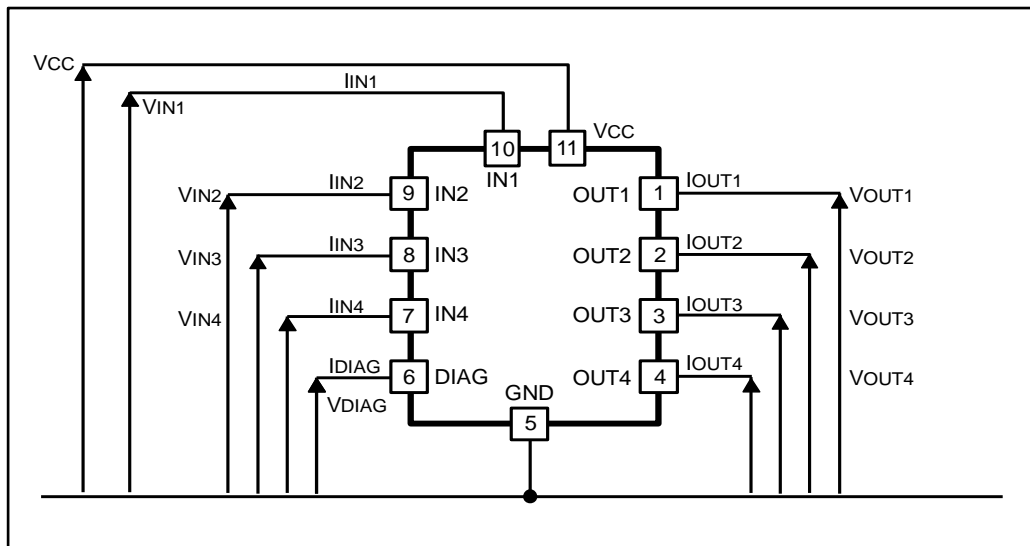 VCC
IIN1
VIN1
VCC
10
11
IN1
VIN2
IIN2
9
IN2
OUT1
1
IOUT1
VOUT1
VIN3
IIN3
8
IN3
OUT2
2
IOUT2
VOUT2
VIN4
IIN4
7
IN4
OUT3
3
IOUT3
VOUT3
IDIAG
6
DIAG
OUT4
4
IOUT4
VOUT4
VDIAG
GND
5